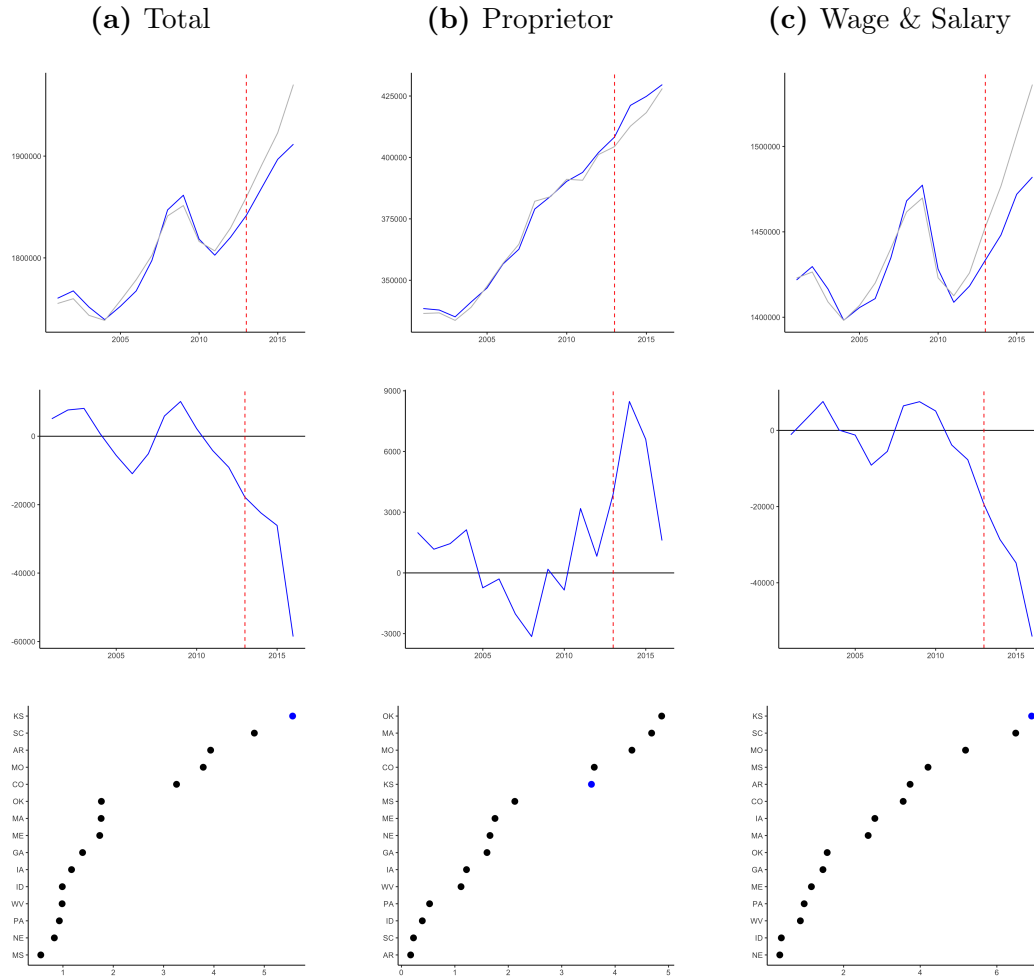 (a) Total
(b) Proprietor
(c) Wage & Salary
1900000
1800000
2005
2010
2015
425000
400000
375000
350000
2005
2010
2015
1500000
1450000
1400000
2005
2010
2015
0
-20000
-40000
-60000
2005
2010
2015
9000
6000
3000
0
-3000
2005
2010
2015
0
-20000
-40000
2005
2010
2015
KS
SC
AR
MO
CO
OK
MA
ME
GA
IA
ID
WV
PA
NE
MS
1
2
3
4
5
OK
MA
MO
CO
KS
MS
ME
NE
GA
IA
WV
PA
ID
SC
AR
0
1
2
3
4
5
KS
SC
MO
MS
AR
CO
IA
MA
OK
GA
ME
PA
WV
ID
NE
2
4
6